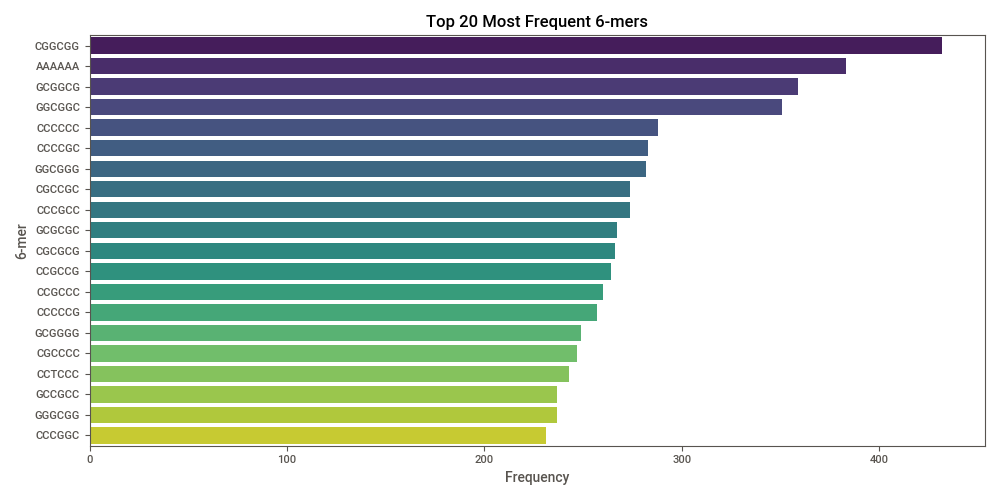 Top 20 Most Frequent 6-mers
CGGCGG
AAAAAA
GCGGCG
GGCGGC
CCCCCC
CCCCGC
GGCGGG
CGCCGC
CCCGCC
GCGCGC
CGCGCG
CCGCCG
CCGCCC
CCCCCG
GCGGGG
CGCCCC
CCTCCC
GCCGCC
GGGCGG
CCCGGC
6-mer
0 100 200 300 400
Frequency